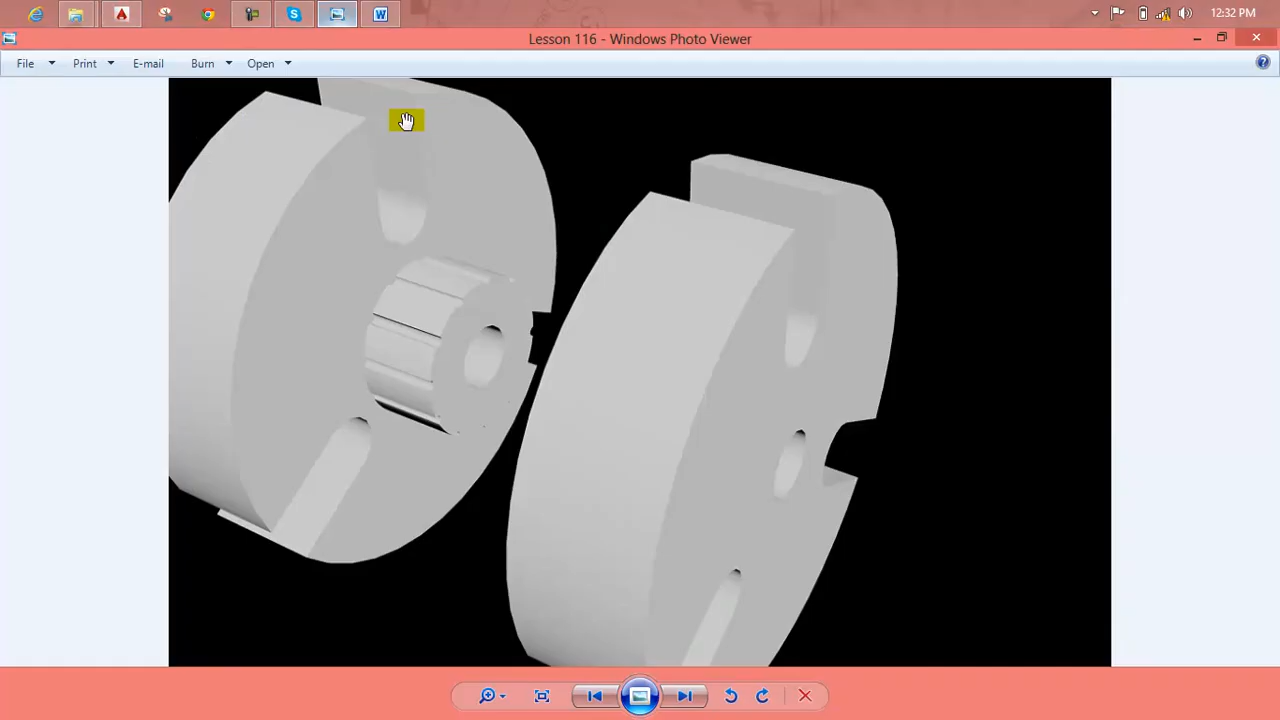 12:32 PM
Lesson 116 - Windows Photo Viewer
File Print E-mail Burn Open